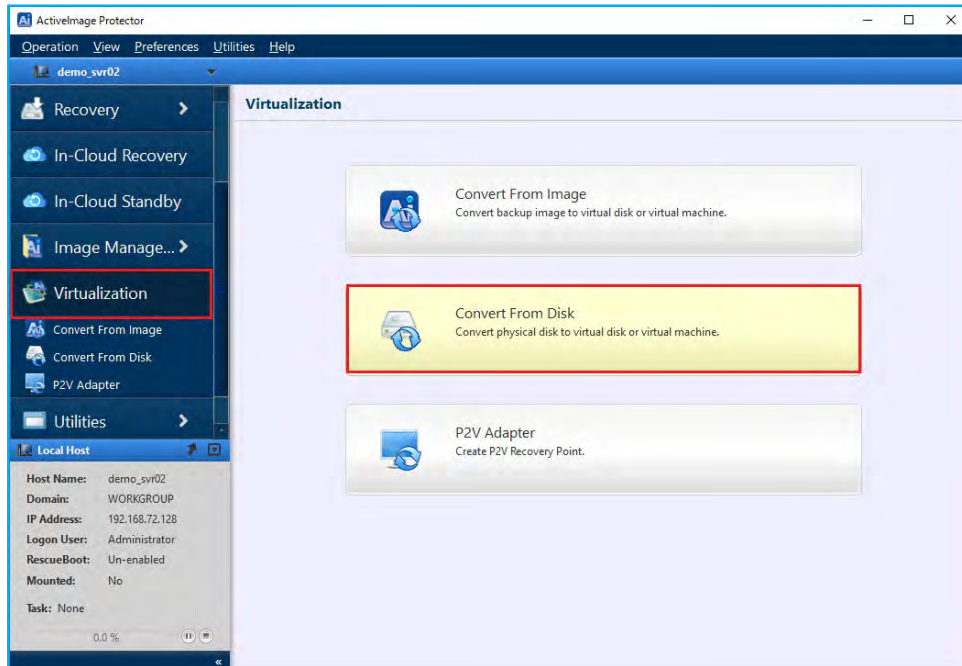 ActiveImage Protector
Operation View Preferences Utilities Help
demo_svr02
Recovery
In-Cloud Recovery
In-Cloud Standby
Image Manage...
Virtualization
Convert From Image
Convert From Disk
P2V Adapter
Utilities
Local Host
Host Name: demo_svr02
Domain: WORKGROUP
IP Address: 192.168.72.128
Logon User: Administrator
RescueBoot: Un-enabled
Mounted: No
Task: None
0.0 %
Virtualization
Convert From Image
Convert backup image to virtual disk or virtual machine.
Convert From Disk
Convert physical disk to virtual disk or virtual machine.
P2V Adapter
Create P2V Recovery Point.